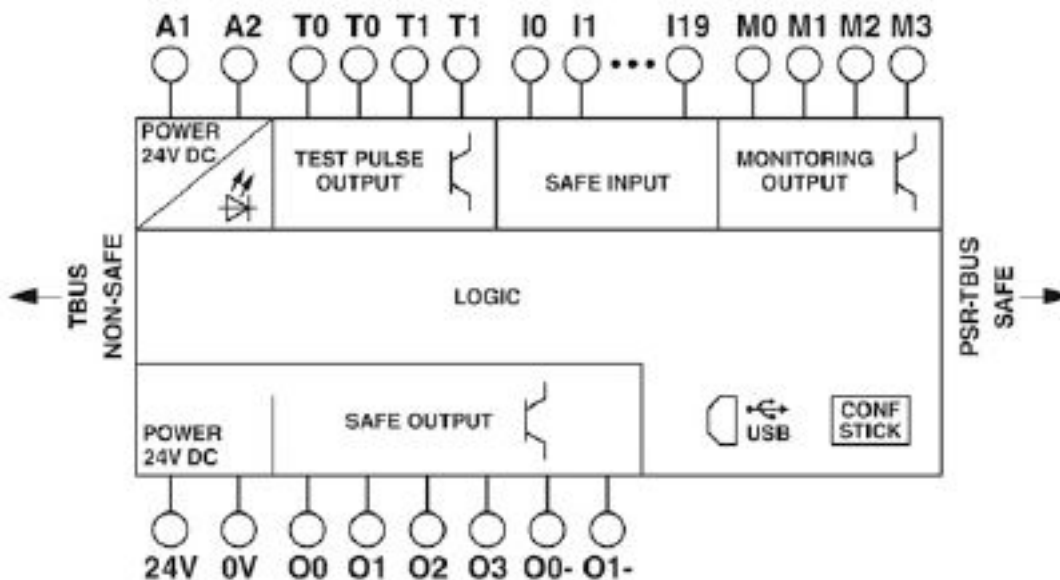 A1 A2 T0 T0 T1 T1 I0 I1 ••• I19 M0 M1 M2 M3
POWER
24V DC
TEST PULSE
OUTPUT
SAFE INPUT
MONITORING
OUTPUT
TBUS
NON-SAFE
LOGIC
PSR-TBUS
SAFE
POWER
24V DC
SAFE OUTPUT
USB
CONF
STICK
24V 0V O0 O1 O2 O3 O0- O1-